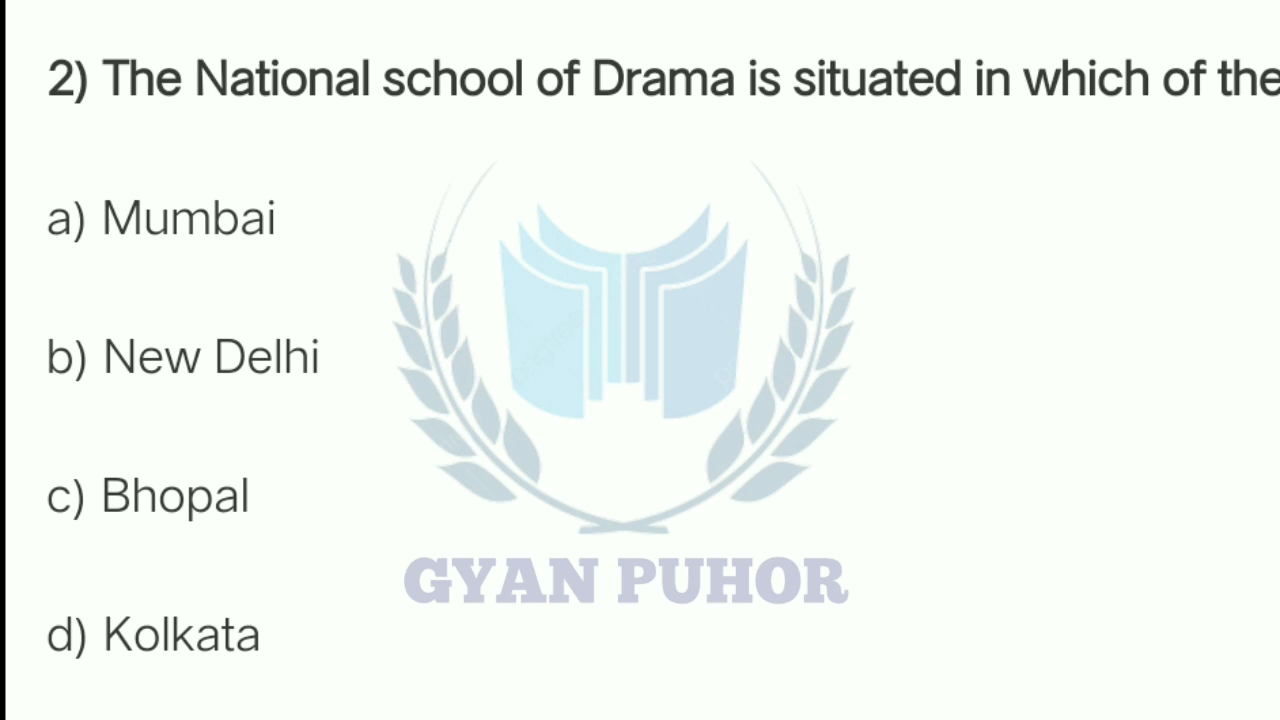 2) The National school of Drama is situated in which of the
a) Mumbai
b) New Delhi
c) Bhopal
d) Kolkata
GYAN PUHOR